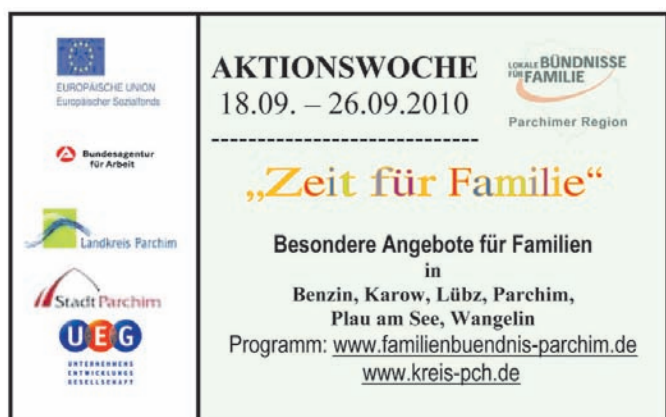 EUROPÄISCHE UNION
Europäischer Sozialfonds
Bundesagentur
für Arbeit
Landkreis Parchim
Stadt Parchim
UEG
UNTERNEHMENS
ENTWICKLUNGS
GESELLSCHAFT
AKTIONSWOCHE
18.09. – 26.09.2010
LOKALE BÜNDNISSE
FÜR FAMILIE
Parchimer Region
------------------------------
„Zeit für Familie“
Besondere Angebote für Familien
in
Benzin, Karow, Lübz, Parchim,
Plau am See, Wangelin
Programm: www.familienbuendnis-parchim.de
www.kreis-pch.de